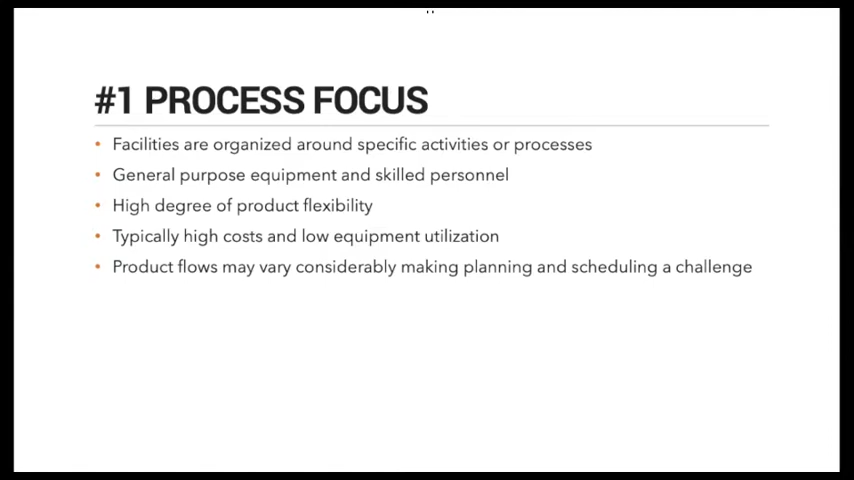 #1 PROCESS FOCUS
• Facilities are organized around specific activities or processes
• General purpose equipment and skilled personnel
• High degree of product flexibility
• Typically high costs and low equipment utilization
• Product flows may vary considerably making planning and scheduling a challenge